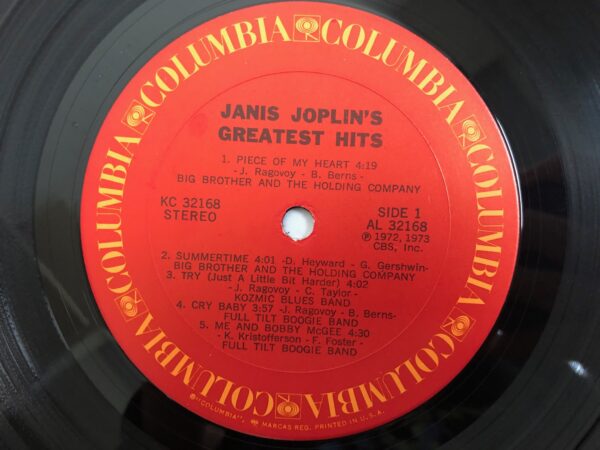 COLUMBIA COLUMBIA COLUMBIA COLUMBIA COLUMBIA COLUMBIA
JANIS JOPLIN'S
GREATEST HITS
1. PIECE OF MY HEART 4:19
- J. Ragovoy - B. Berns -
BIG BROTHER AND THE HOLDING COMPANY
KC 32168
STEREO
SIDE 1
AL 32168
Ⓟ 1972, 1973
CBS, Inc.
2. SUMMERTIME 4:01 -D. Heyward - G. Gershwin-
BIG BROTHER AND THE HOLDING COMPANY
3. TRY (Just A Little Bit Harder) 4:02
- J. Ragovoy - C. Taylor -
KOZMIC BLUES BAND
4. CRY BABY 3:57 -J. Ragovoy - B. Berns-
FULL TILT BOOGIE BAND
5. ME AND BOBBY McGEE 4:30
- K. Kristofferson - F. Foster -
FULL TILT BOOGIE BAND
®"COLUMBIA", MARCAS REG. PRINTED IN U.S.A.